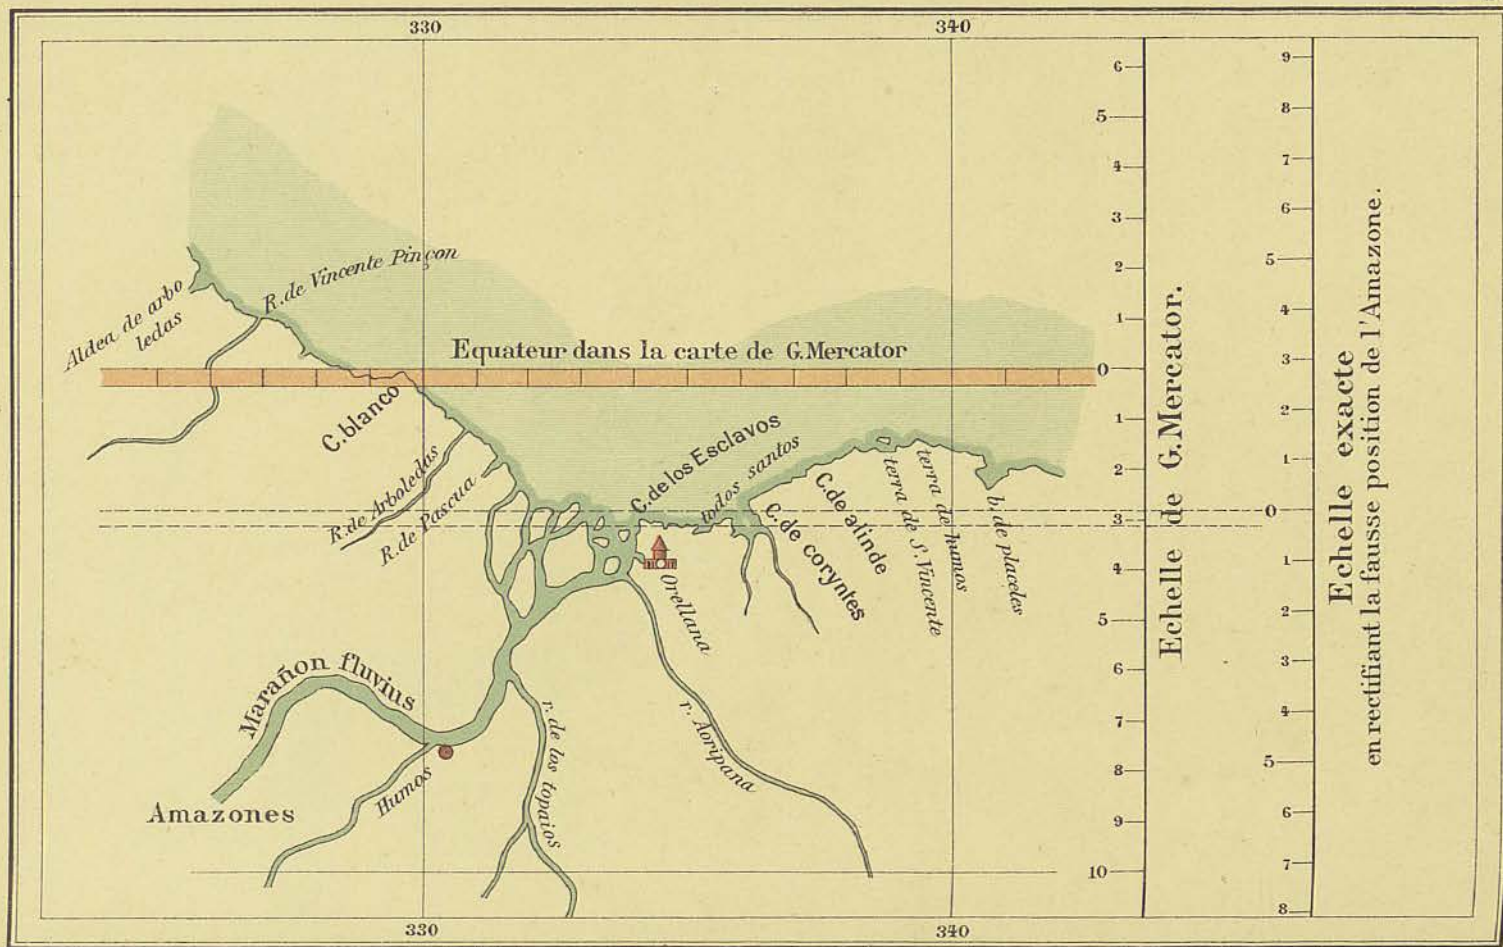 330
340
Aldea de arbo
ledas
R. de Vincente Pinçon
Equateur dans la carte de G. Mercator
C. blanco
R. de Arboledas
R. de Pascua
C. de los Esclavos
todos santos
C. de alinde
C. de coryntes
terra de S. Vincente
terra de humos
b. de placeles
Orellana
Marañon fluvius
Amazones
Humos
r. de los topaios
r. Aoripana
6
5
4
3
2
1
0
1
2
3
4
5
6
7
8
9
10
Echelle de G. Mercator.
9
8
7
6
5
4
3
2
1
0
1
2
3
4
5
6
7
8
Echelle exacte
en rectifiant la fausse position de l'Amazone.
330
340